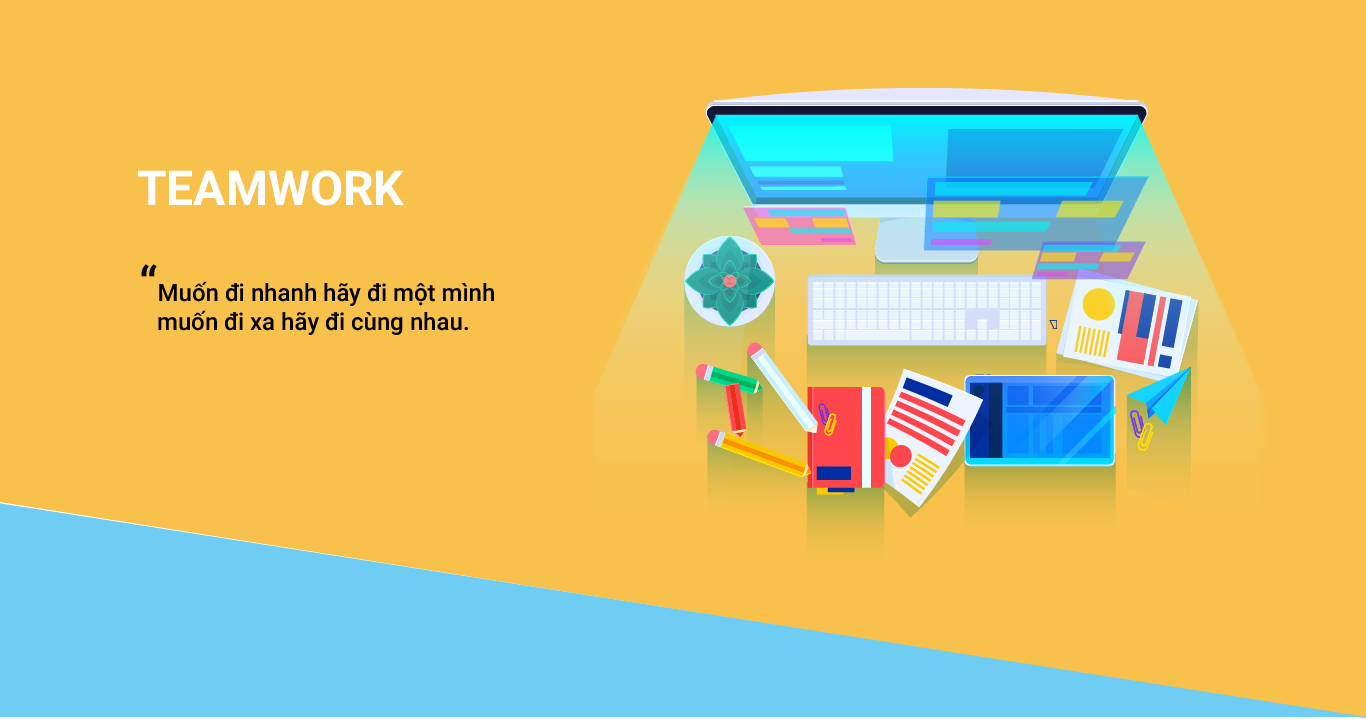 TEAMWORK
“
Muốn đi nhanh hãy đi một mình
muốn đi xa hãy đi cùng nhau.